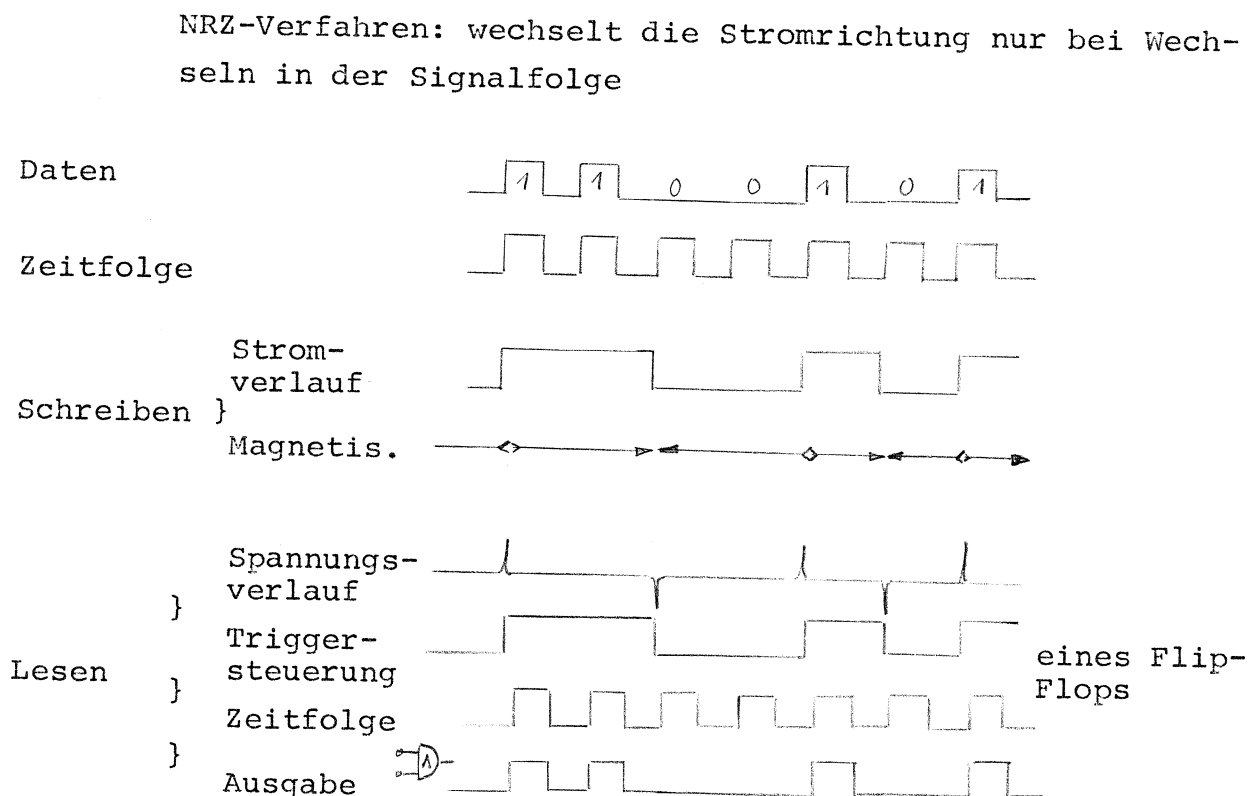 NRZ-Verfahren: wechselt die Stromrichtung nur bei Wech-
seln in der Signalfolge
Daten
1 1 0 0 1 0 1
Zeitfolge
Strom-
verlauf
Schreiben }
Magnetis.
Spannungs-
verlauf
}
Trigger-
steuerung
eines Flip-
Flops
Lesen
}
Zeitfolge
}
Ausgabe